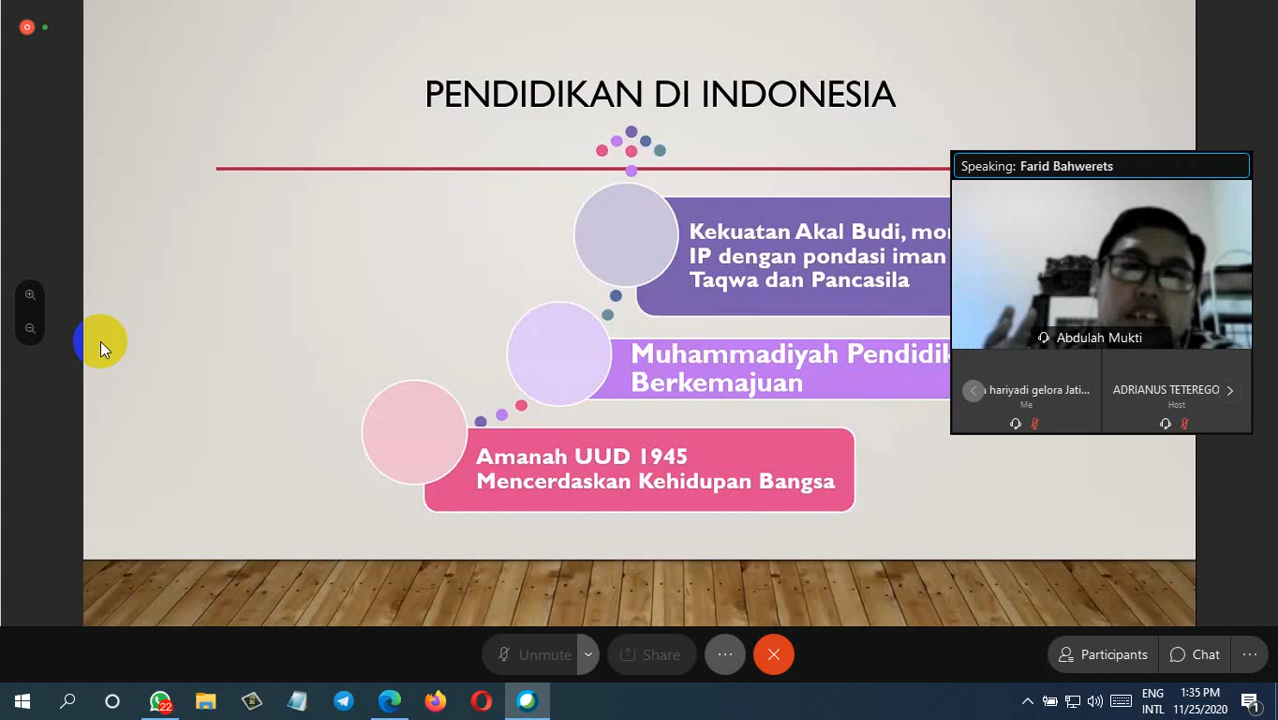 PENDIDIKAN DI INDONESIA
Speaking: Farid Bahwerets
Kekuatan Akal Budi,
IP dengan pondasi iman
Taqwa dan Pancasila
Abdulah Mukti
Muhammadiyah
Berkemajuan
hariyadi gelora Jati...
Me
ADRIANUS TETEREGO
Host
Amanah UUD 1945
Mencerdaskan Kehidupan Bangsa
Unmute
Share
Participants
Chat
22
ENG
INTL
1:35 PM
11/25/2020
1